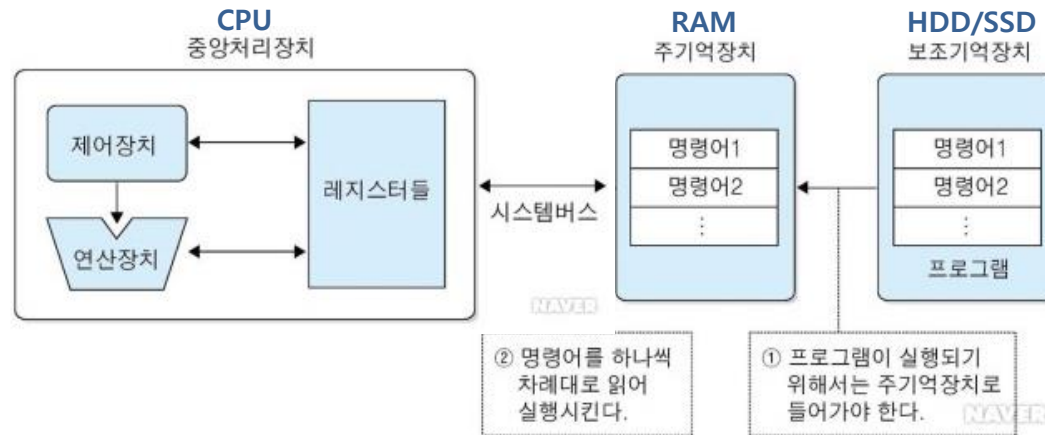 CPU
중앙처리장치
RAM
주기억장치
HDD/SSD
보조기억장치
제어장치
연산장치
레지스터들
시스템버스
명령어1
명령어2
⋮
명령어1
명령어2
⋮
프로그램
NAVER
② 명령어를 하나씩
차례대로 읽어
실행시킨다.
① 프로그램이 실행되기
위해서는 주기억장치로
들어가야 한다.
NAVER